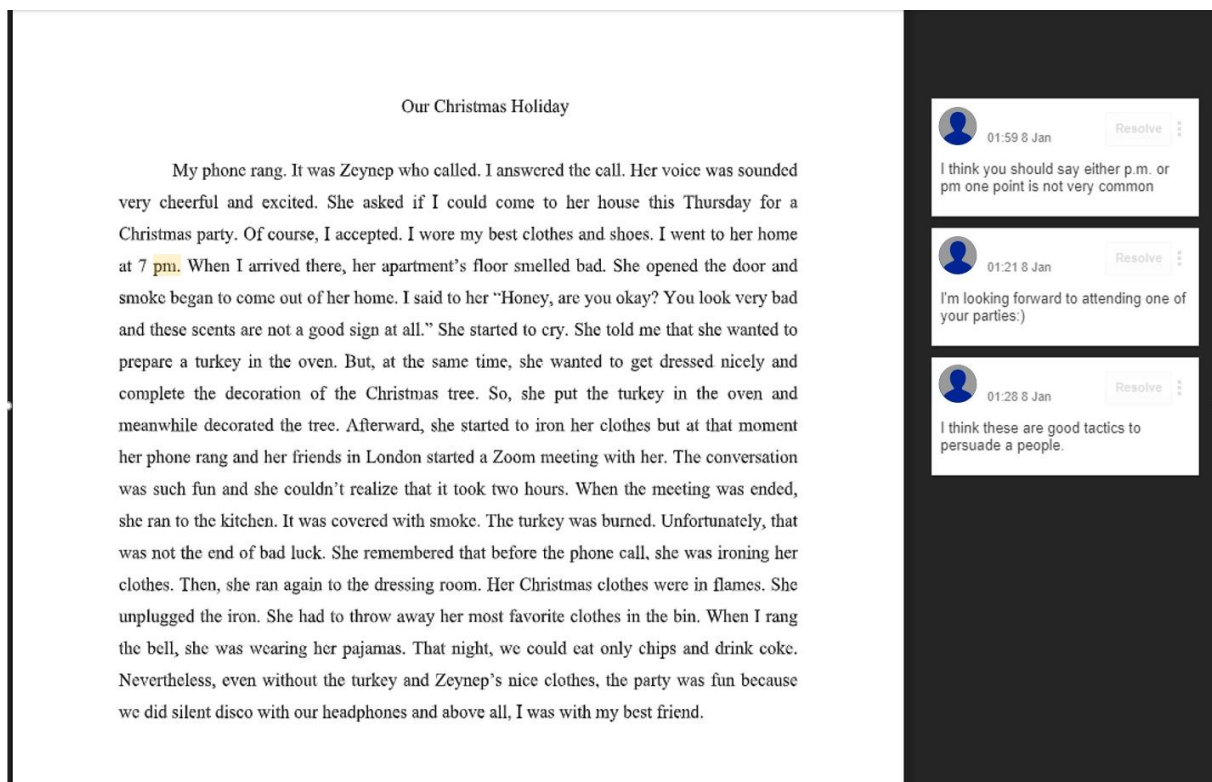 Our Christmas Holiday
My phone rang. It was Zeynep who called. I answered the call. Her voice was sounded
very cheerful and excited. She asked if I could come to her house this Thursday for a
Christmas party. Of course, I accepted. I wore my best clothes and shoes. I went to her home
at 7 pm. When I arrived there, her apartment's floor smelled bad. She opened the door and
smoke began to come out of her home. I said to her “Honey, are you okay? You look very bad
and these scents are not a good sign at all.” She started to cry. She told me that she wanted to
prepare a turkey in the oven. But, at the same time, she wanted to get dressed nicely and
complete the decoration of the Christmas tree. So, she put the turkey in the oven and
meanwhile decorated the tree. Afterward, she started to iron her clothes but at that moment
her phone rang and her friends in London started a Zoom meeting with her. The conversation
was such fun and she couldn't realize that it took two hours. When the meeting was ended,
she ran to the kitchen. It was covered with smoke. The turkey was burned. Unfortunately, that
was not the end of bad luck. She remembered that before the phone call, she was ironing her
clothes. Then, she ran again to the dressing room. Her Christmas clothes were in flames. She
unplugged the iron. She had to throw away her most favorite clothes in the bin. When I rang
the bell, she was wearing her pajamas. That night, we could eat only chips and drink coke.
Nevertheless, even without the turkey and Zeynep's nice clothes, the party was fun because
we did silent disco with our headphones and above all, I was with my best friend.
01:59 8 Jan
Resolve
I think you should say either p.m. or
pm one point is not very common
01:21 8 Jan
Resolve
I'm looking forward to attending one of
your parties:)
01:28 8 Jan
Resolve
I think these are good tactics to
persuade a people.